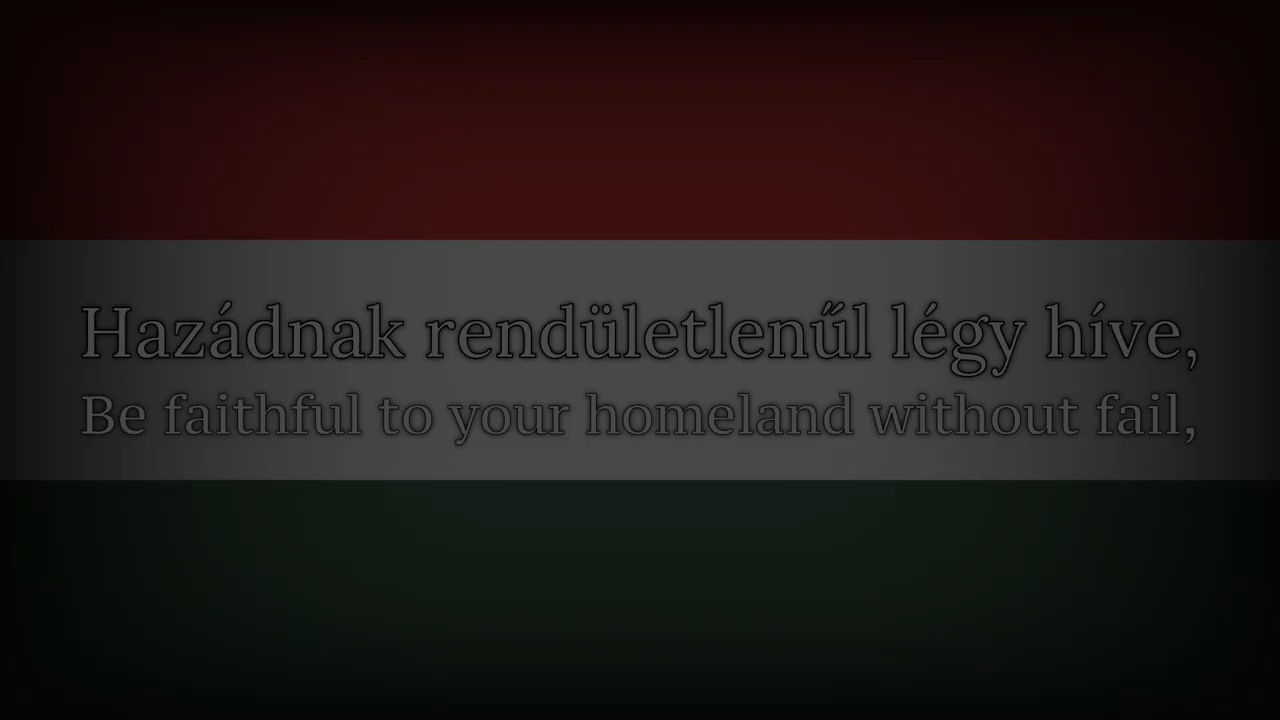 Hazádnak rendületlenűl légy híve,
Be faithful to your homeland without fail,